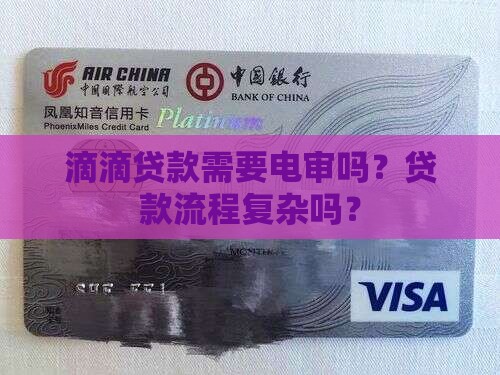 AIR CHINA
中国国际航空公司
中国银行
BANK OF CHINA
凤凰知音信用卡
PhoenixMiles Credit Card
Platinum
滴滴贷款需要电审吗？贷
款流程复杂吗？
MONTH
VISA